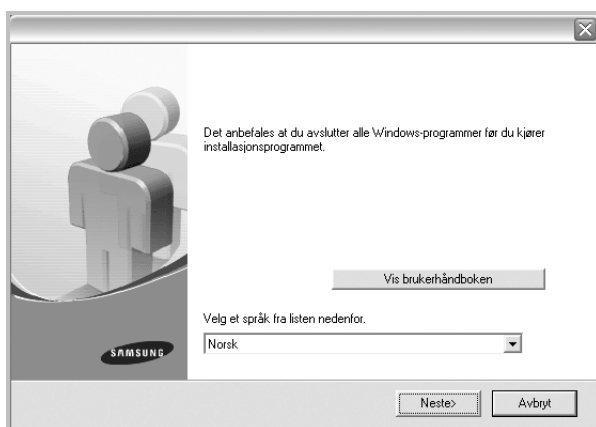 Det anbefales at du avslutter alle Windows-programmer før du kjører
installasjonsprogrammet.
Vis brukerhåndboken
Velg et språk fra listen nedenfor.
Norsk
SAMSUNG
Neste>
Avbryt